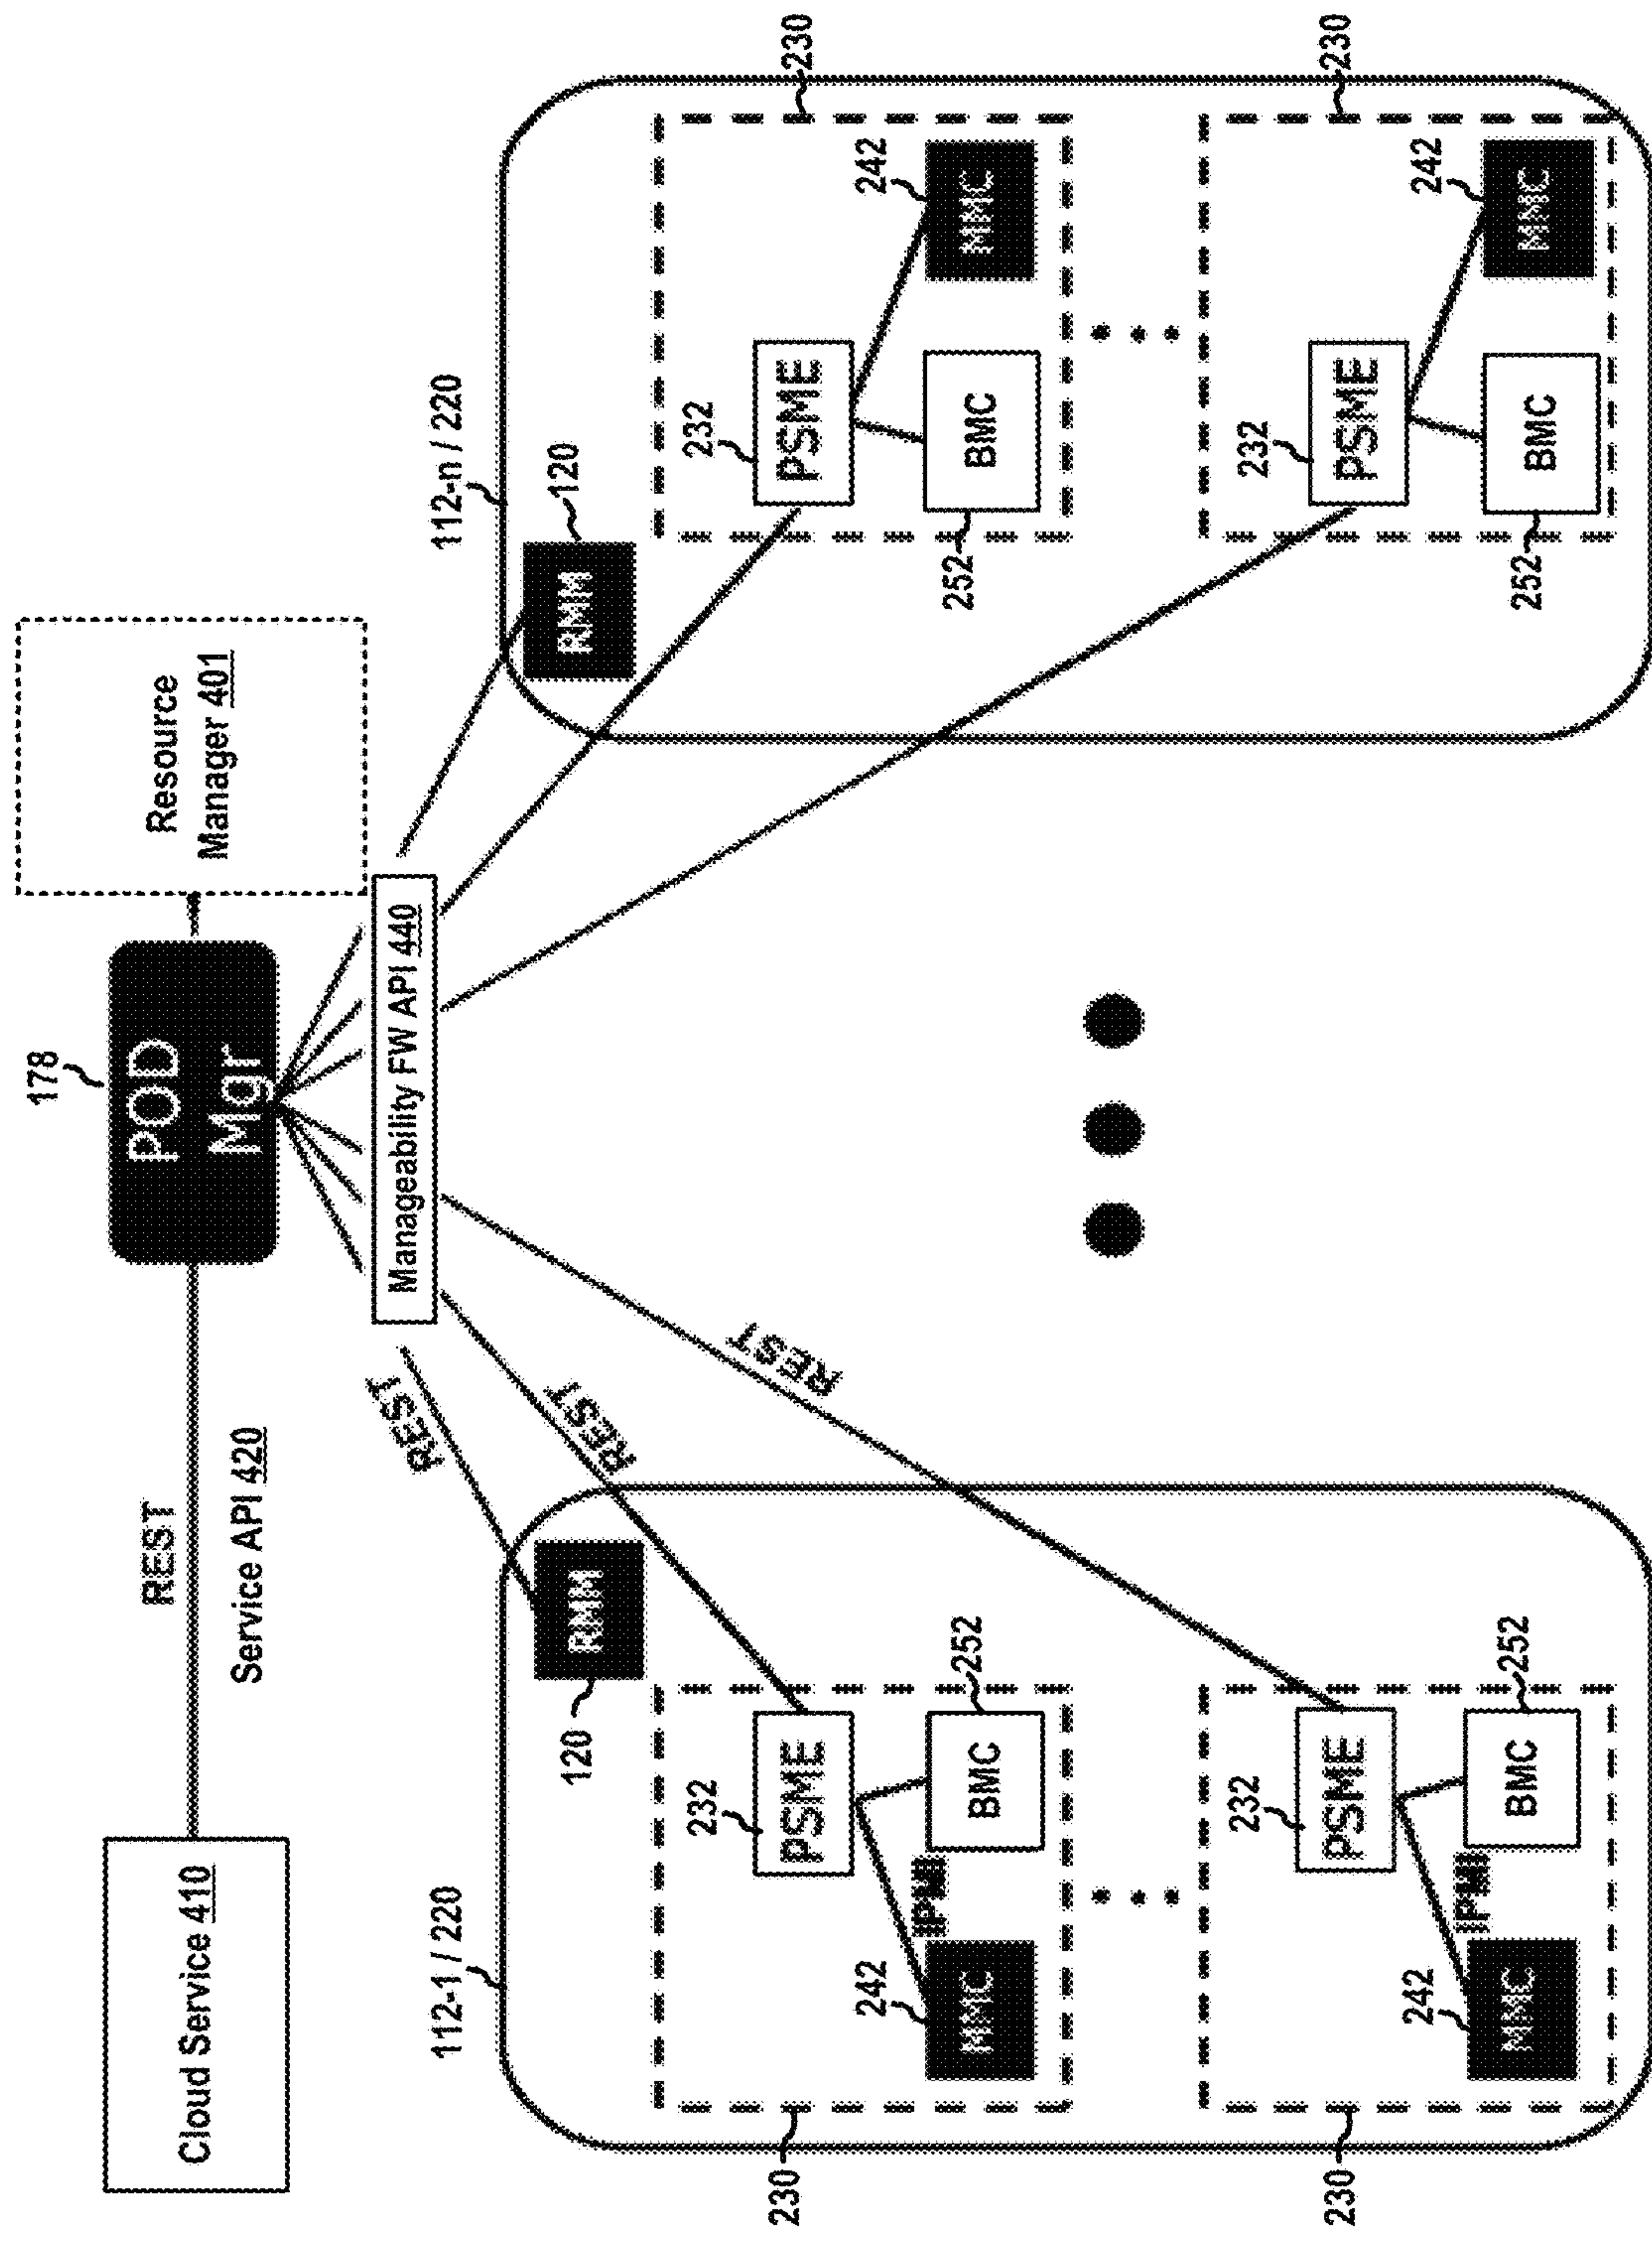 Cloud Service 410
REST
Service API 420
178
POD
Mgr
Resource
Manager 401
Manageability FW API 440
REST
REST
REST
112-1 / 220
120
RMM
230
232
PSME
242
MMC
IPMI
BMC
252
230
232
PSME
242
MMC
IPMI
BMC
252
112-n / 220
RMM
120
230
232
PSME
242
MMC
BMC
252
230
232
PSME
242
MMC
BMC
252